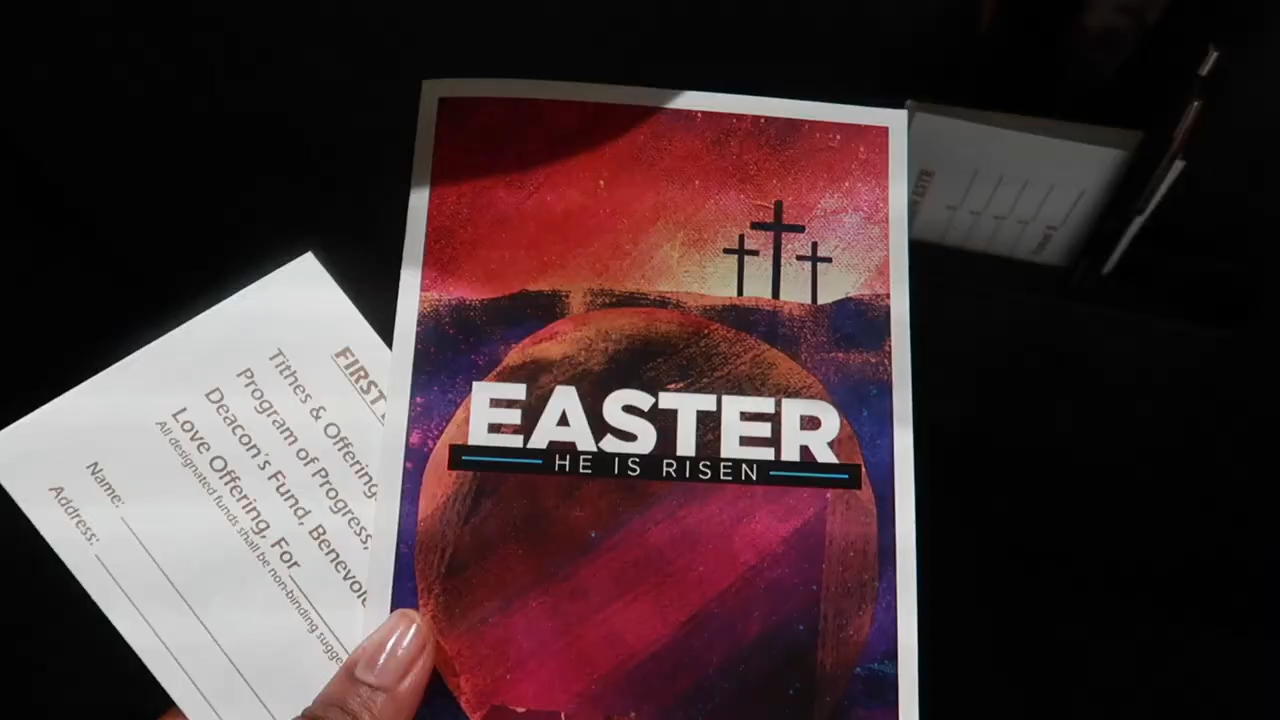 EASTER
HE IS RISEN
FIRST
Tithes & Offering
Program of Progress,
Deacon's Fund, Benevol
Love Offering, For
All designated funds shall be non-binding sugge
Name:
Address: